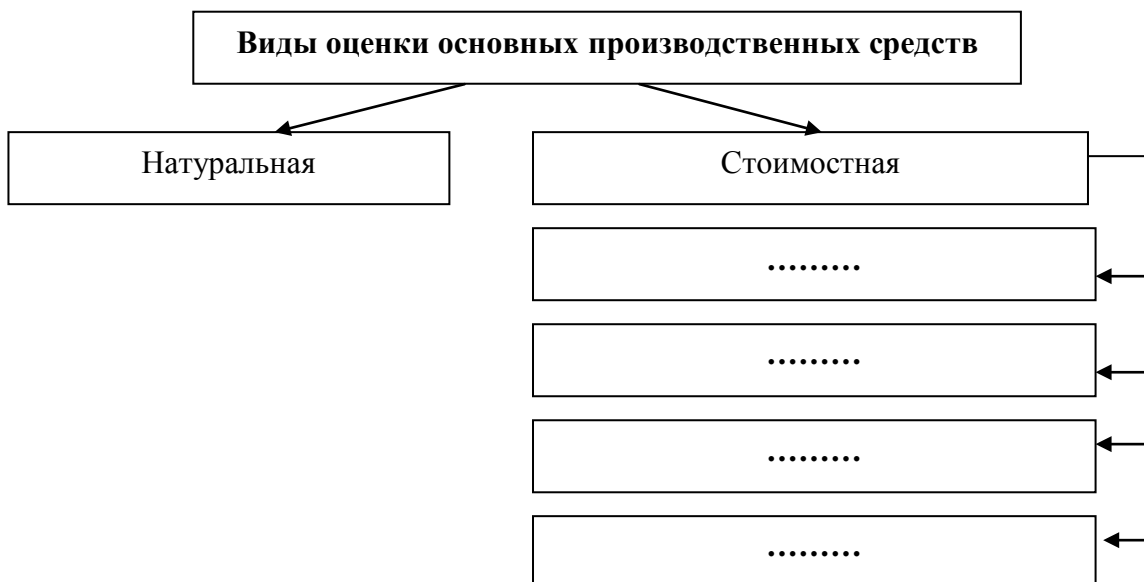 Виды оценки основных производственных средств
Натуральная
Стоимостная
………
………
………
………